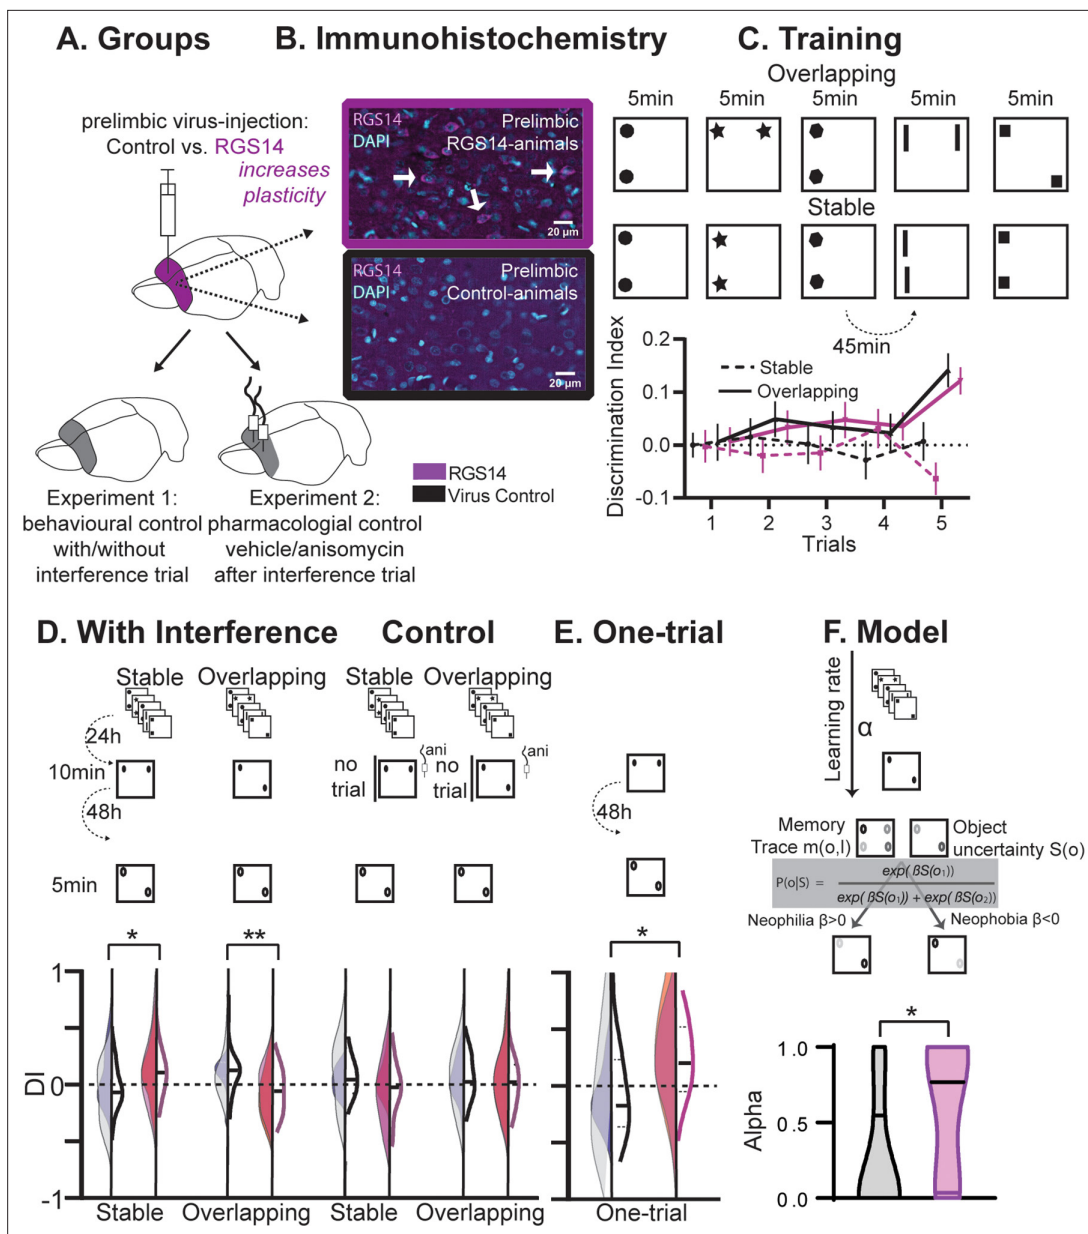 A. Groups
prelimbic virus-injection:
Control vs. RGS14
increases
plasticity
Experiment 1:
behavioural control
with/without
interference trial
Experiment 2:
pharmacologial control
vehicle/anisomycin
after interference trial
B. Immunohistochemistry
RGS14
DAPI
Prelimbic
RGS14-animals
20 µm
RGS14
DAPI
Prelimbic
Control-animals
20 µm
RGS14
Virus Control
C. Training
Overlapping
5min 5min 5min 5min 5min
Stable
45min
Discrimination Index
0.2
0.1
0.0
-0.1
Stable
Overlapping
1 2 3 4 5
Trials
D. With Interference Control
Stable Overlapping Stable Overlapping
24h
10min
no
trial
ani
no
trial
ani
48h
5min
* **
DI
1
0
-1
Stable Overlapping Stable Overlapping
E. One-trial
48h
*
One-trial
F. Model
Learning rate
α
Memory
Trace m(o,l)
Object
uncertainty S(o)
P(o|S) = exp( ßS(o₁)) / exp( ßS(o₁)) + exp( ßS(o₂))
Neophilia β>0 Neophobia β<0
*
Alpha
1.0
0.5
0.0